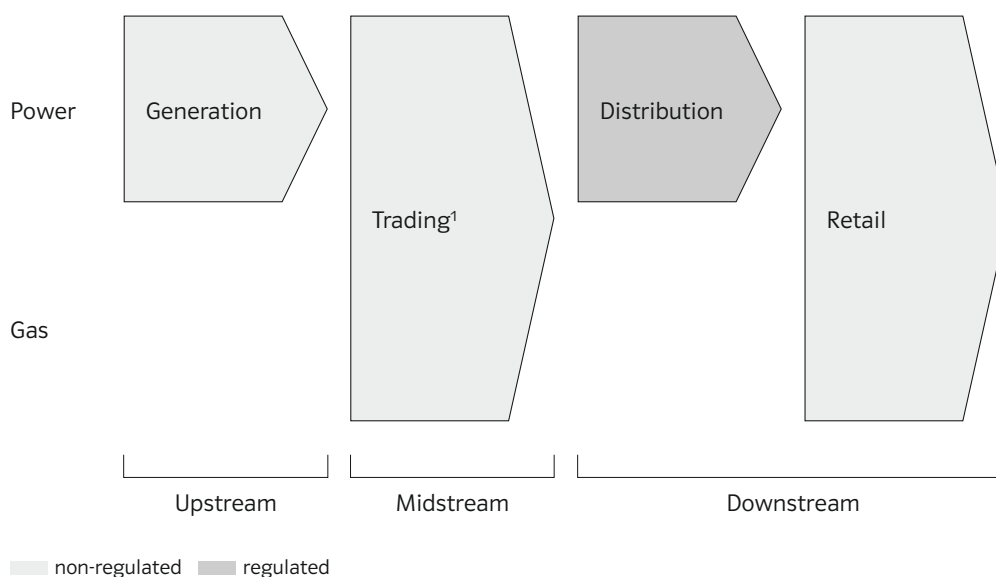 Power
Generation
Distribution
Trading¹
Retail
Gas
Upstream
Midstream
Downstream
non-regulated
regulated